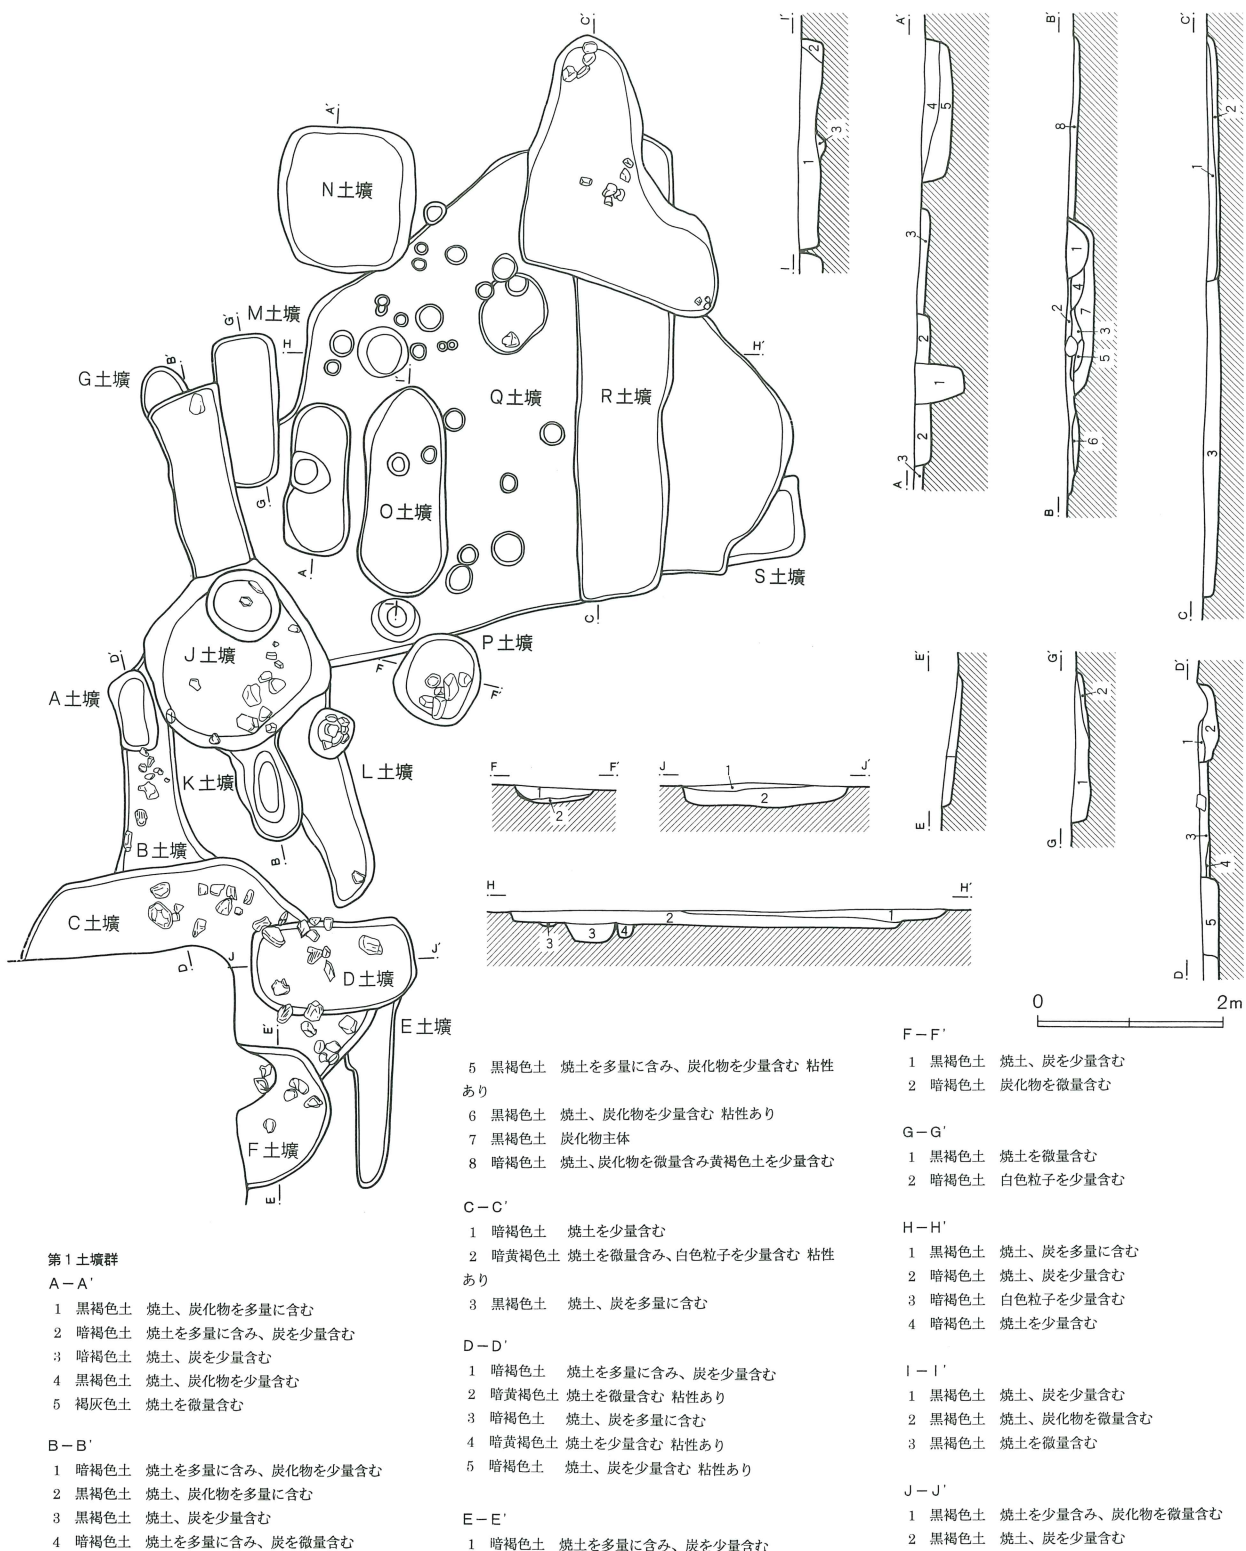 N土壙
M土壙
G土壙
Q土壙
R土壙
O土壙
S土壙
P土壙
J土壙
A土壙
L土壙
K土壙
B土壙
C土壙
D土壙
E土壙
F土壙
0 2m
第1土壙群
A－A′
1 黒褐色土 焼土、炭化物を多量に含む
2 暗褐色土 焼土を多量に含み、炭を少量含む
3 暗褐色土 焼土、炭を少量含む
4 黒褐色土 焼土、炭化物を少量含む
5 褐灰色土 焼土を微量含む
B－B′
1 暗褐色土 焼土を多量に含み、炭化物を少量含む
2 黒褐色土 焼土、炭化物を多量に含む
3 黒褐色土 焼土、炭を少量含む
4 暗褐色土 焼土を多量に含み、炭を微量含む
5 黒褐色土 焼土を多量に含み、炭化物を少量含む 粘性
あり
6 黒褐色土 焼土、炭化物を少量含む 粘性あり
7 黒褐色土 炭化物主体
8 暗褐色土 焼土、炭化物を微量含み黄褐色土を少量含む
C－C′
1 暗褐色土 焼土を少量含む
2 暗黄褐色土 焼土を微量含み、白色粒子を少量含む 粘性
あり
3 黒褐色土 焼土、炭を多量に含む
D－D′
1 暗褐色土 焼土を多量に含み、炭を少量含む
2 暗黄褐色土 焼土を微量含む 粘性あり
3 暗褐色土 焼土、炭を多量に含む
4 暗黄褐色土 焼土を少量含む 粘性あり
5 暗褐色土 焼土、炭を少量含む 粘性あり
E－E′
1 暗褐色土 焼土を多量に含み、炭を少量含む
F－F′
1 黒褐色土 焼土、炭を少量含む
2 暗褐色土 炭化物を微量含む
G－G′
1 黒褐色土 焼土を微量含む
2 暗褐色土 白色粒子を少量含む
H－H′
1 黒褐色土 焼土、炭を多量に含む
2 暗褐色土 焼土、炭を少量含む
3 暗褐色土 白色粒子を少量含む
4 暗褐色土 焼土を少量含む
I－I′
1 黒褐色土 焼土、炭を少量含む
2 黒褐色土 焼土、炭化物を微量含む
3 黒褐色土 焼土を微量含む
J－J′
1 黒褐色土 焼土を少量含み、炭化物を微量含む
2 黒褐色土 焼土、炭を少量含む